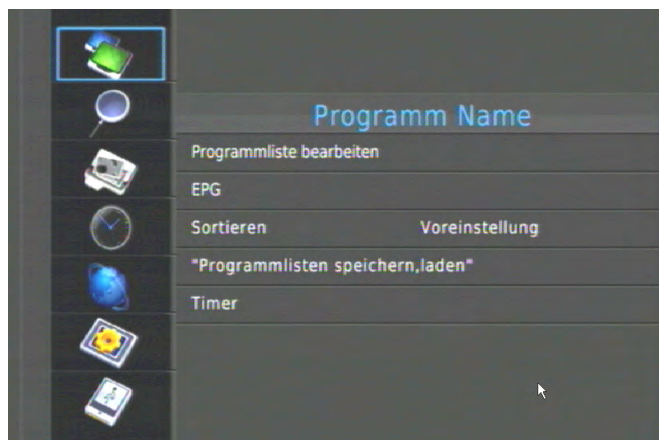 Programm Name
Programmliste bearbeiten
EPG
Sortieren Voreinstellung
"Programmlisten speichern,laden"
Timer